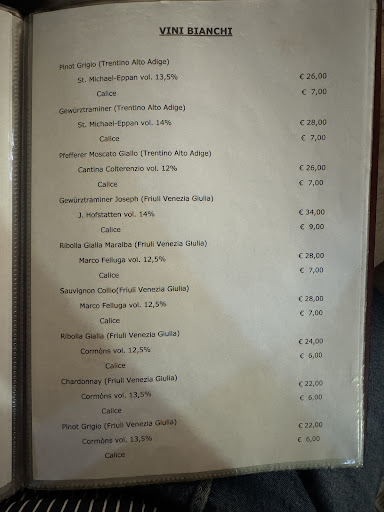 VINI BIANCHI
Pinot Grigio (Trentino Alto Adige)
St. Michael-Eppan vol. 13,5% € 26,00
Calice € 7,00
Gewürztraminer (Trentino Alto Adige)
St. Michael-Eppan vol. 14% € 28,00
Calice € 7,00
Pfefferer Moscato Giallo (Trentino Alto Adige)
Cantina Colterenzio vol. 12% € 26,00
Calice € 7,00
Gewürztraminer Joseph (Friuli Venezia Giulia)
J. Hofstatten vol. 14% € 34,00
Calice € 9,00
Ribolla Gialla Maralba (Friuli Venezia Giulia)
Marco Felluga vol. 12,5% € 28,00
Calice € 7,00
Sauvignon Collio(Friuli Venezia Giulia)
Marco Felluga vol. 12,5% € 28,00
Calice € 7,00
Ribolla Gialla (Friuli Venezia Giulia)
Cormòns vol. 12,5% € 24,00
Calice € 6,00
Chardonnay (Friuli Venezia Giulia)
Cormòns vol. 13,5% € 22,00
Calice € 6,00
Pinot Grigio (Friuli Venezia Giulia)
Cormòns vol. 13,5% € 22,00
Calice € 6,00